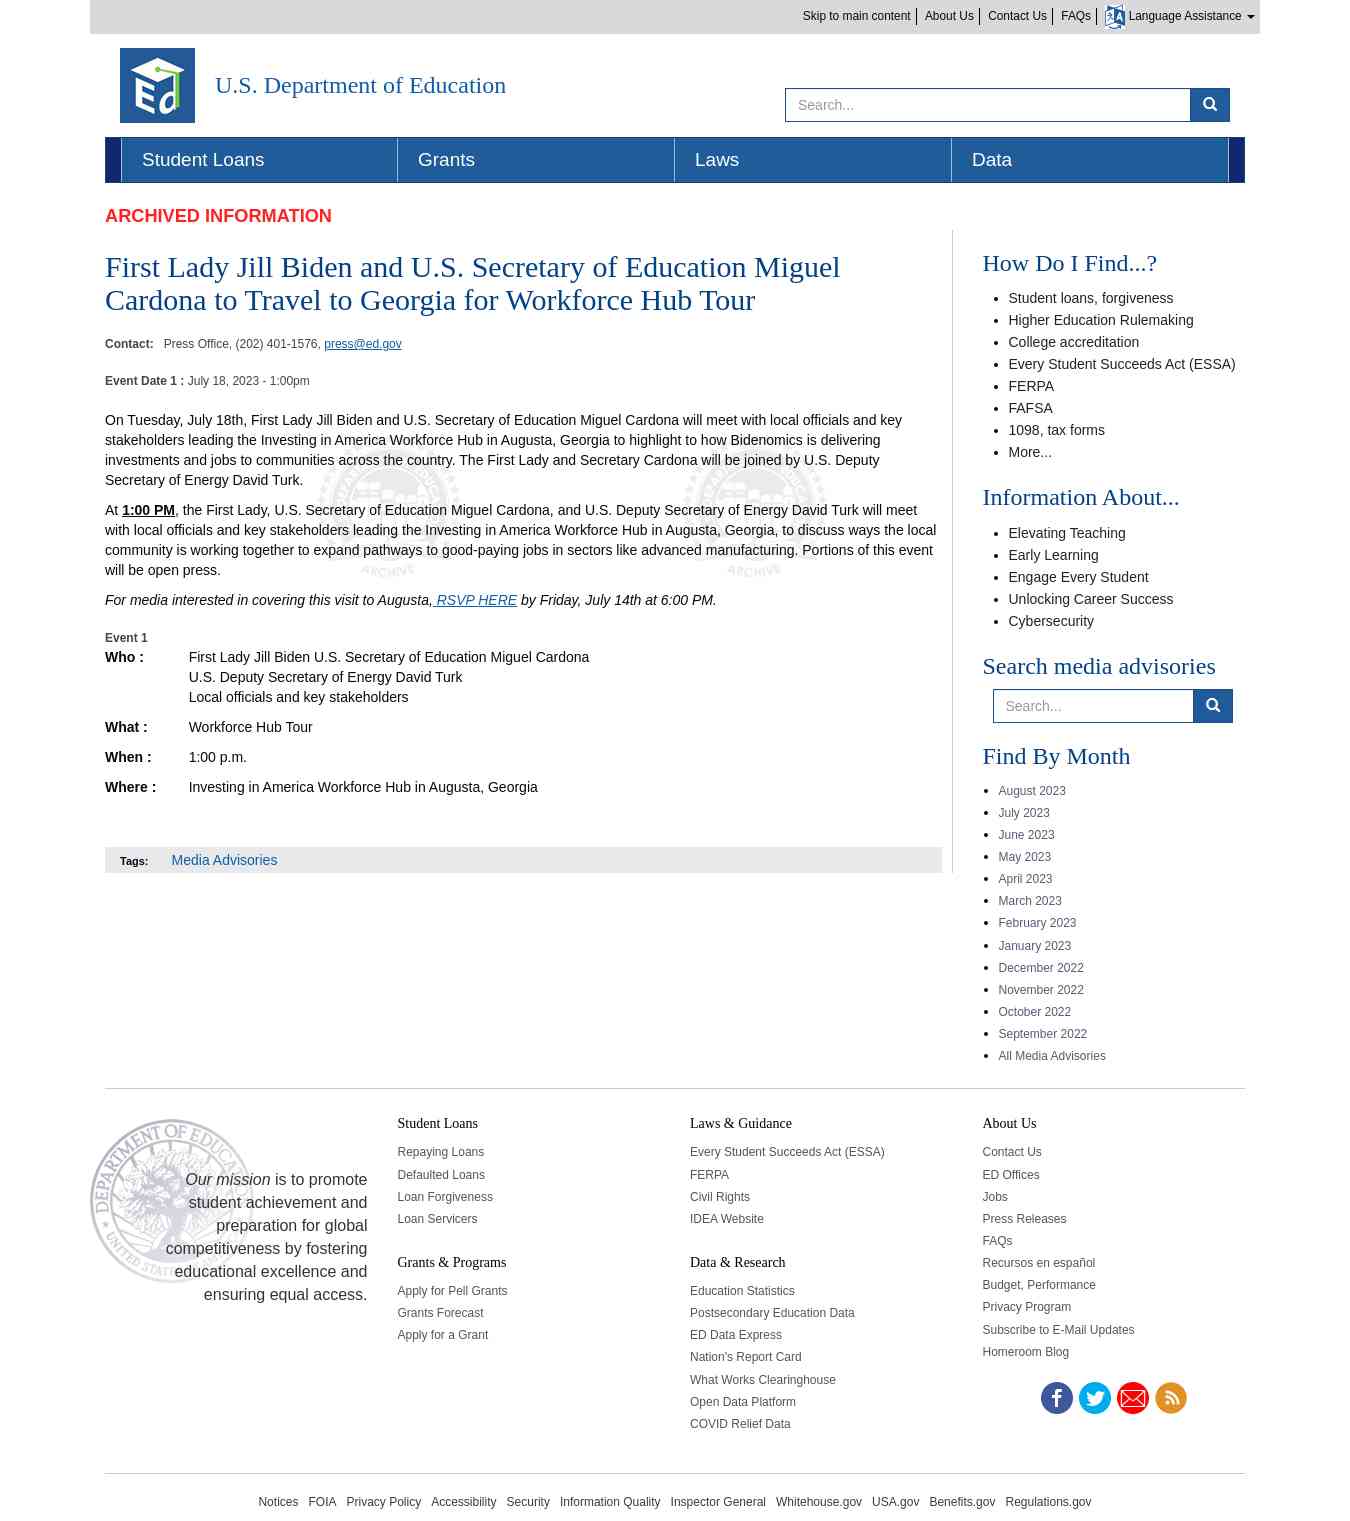 Skip to main content
About Us
Contact Us
FAQs
Language Assistance
Ed
U.S. Department of Education
Search...
Student Loans
Grants
Laws
Data
ARCHIVED INFORMATION
First Lady Jill Biden and U.S. Secretary of Education Miguel
Cardona to Travel to Georgia for Workforce Hub Tour
Contact: Press Office, (202) 401-1576, press@ed.gov
Event Date 1 : July 18, 2023 - 1:00pm
On Tuesday, July 18th, First Lady Jill Biden and U.S. Secretary of Education Miguel Cardona will meet with local officials and key
stakeholders leading the Investing in America Workforce Hub in Augusta, Georgia to highlight to how Bidenomics is delivering
investments and jobs to communities across the country. The First Lady and Secretary Cardona will be joined by U.S. Deputy
Secretary of Energy David Turk.
At 1:00 PM, the First Lady, U.S. Secretary of Education Miguel Cardona, and U.S. Deputy Secretary of Energy David Turk will meet
with local officials and key stakeholders leading the Investing in America Workforce Hub in Augusta, Georgia, to discuss ways the local
community is working together to expand pathways to good-paying jobs in sectors like advanced manufacturing. Portions of this event
will be open press.
For media interested in covering this visit to Augusta, RSVP HERE by Friday, July 14th at 6:00 PM.
ARCHIVE
ARCHIVE
Event 1
Who : First Lady Jill Biden U.S. Secretary of Education Miguel Cardona
U.S. Deputy Secretary of Energy David Turk
Local officials and key stakeholders
What : Workforce Hub Tour
When : 1:00 p.m.
Where : Investing in America Workforce Hub in Augusta, Georgia
Tags: Media Advisories
How Do I Find...?
Student loans, forgiveness
Higher Education Rulemaking
College accreditation
Every Student Succeeds Act (ESSA)
FERPA
FAFSA
1098, tax forms
More...
Information About...
Elevating Teaching
Early Learning
Engage Every Student
Unlocking Career Success
Cybersecurity
Search media advisories
Search...
Find By Month
August 2023
July 2023
June 2023
May 2023
April 2023
March 2023
February 2023
January 2023
December 2022
November 2022
October 2022
September 2022
All Media Advisories
DEPARTMENT OF EDUCATION
UNITED STATES
Our mission is to promote
student achievement and
preparation for global
competitiveness by fostering
educational excellence and
ensuring equal access.
Student Loans
Repaying Loans
Defaulted Loans
Loan Forgiveness
Loan Servicers
Grants & Programs
Apply for Pell Grants
Grants Forecast
Apply for a Grant
Laws & Guidance
Every Student Succeeds Act (ESSA)
FERPA
Civil Rights
IDEA Website
Data & Research
Education Statistics
Postsecondary Education Data
ED Data Express
Nation's Report Card
What Works Clearinghouse
Open Data Platform
COVID Relief Data
About Us
Contact Us
ED Offices
Jobs
Press Releases
FAQs
Recursos en español
Budget, Performance
Privacy Program
Subscribe to E-Mail Updates
Homeroom Blog
Notices FOIA Privacy Policy Accessibility Security Information Quality Inspector General Whitehouse.gov USA.gov Benefits.gov Regulations.gov